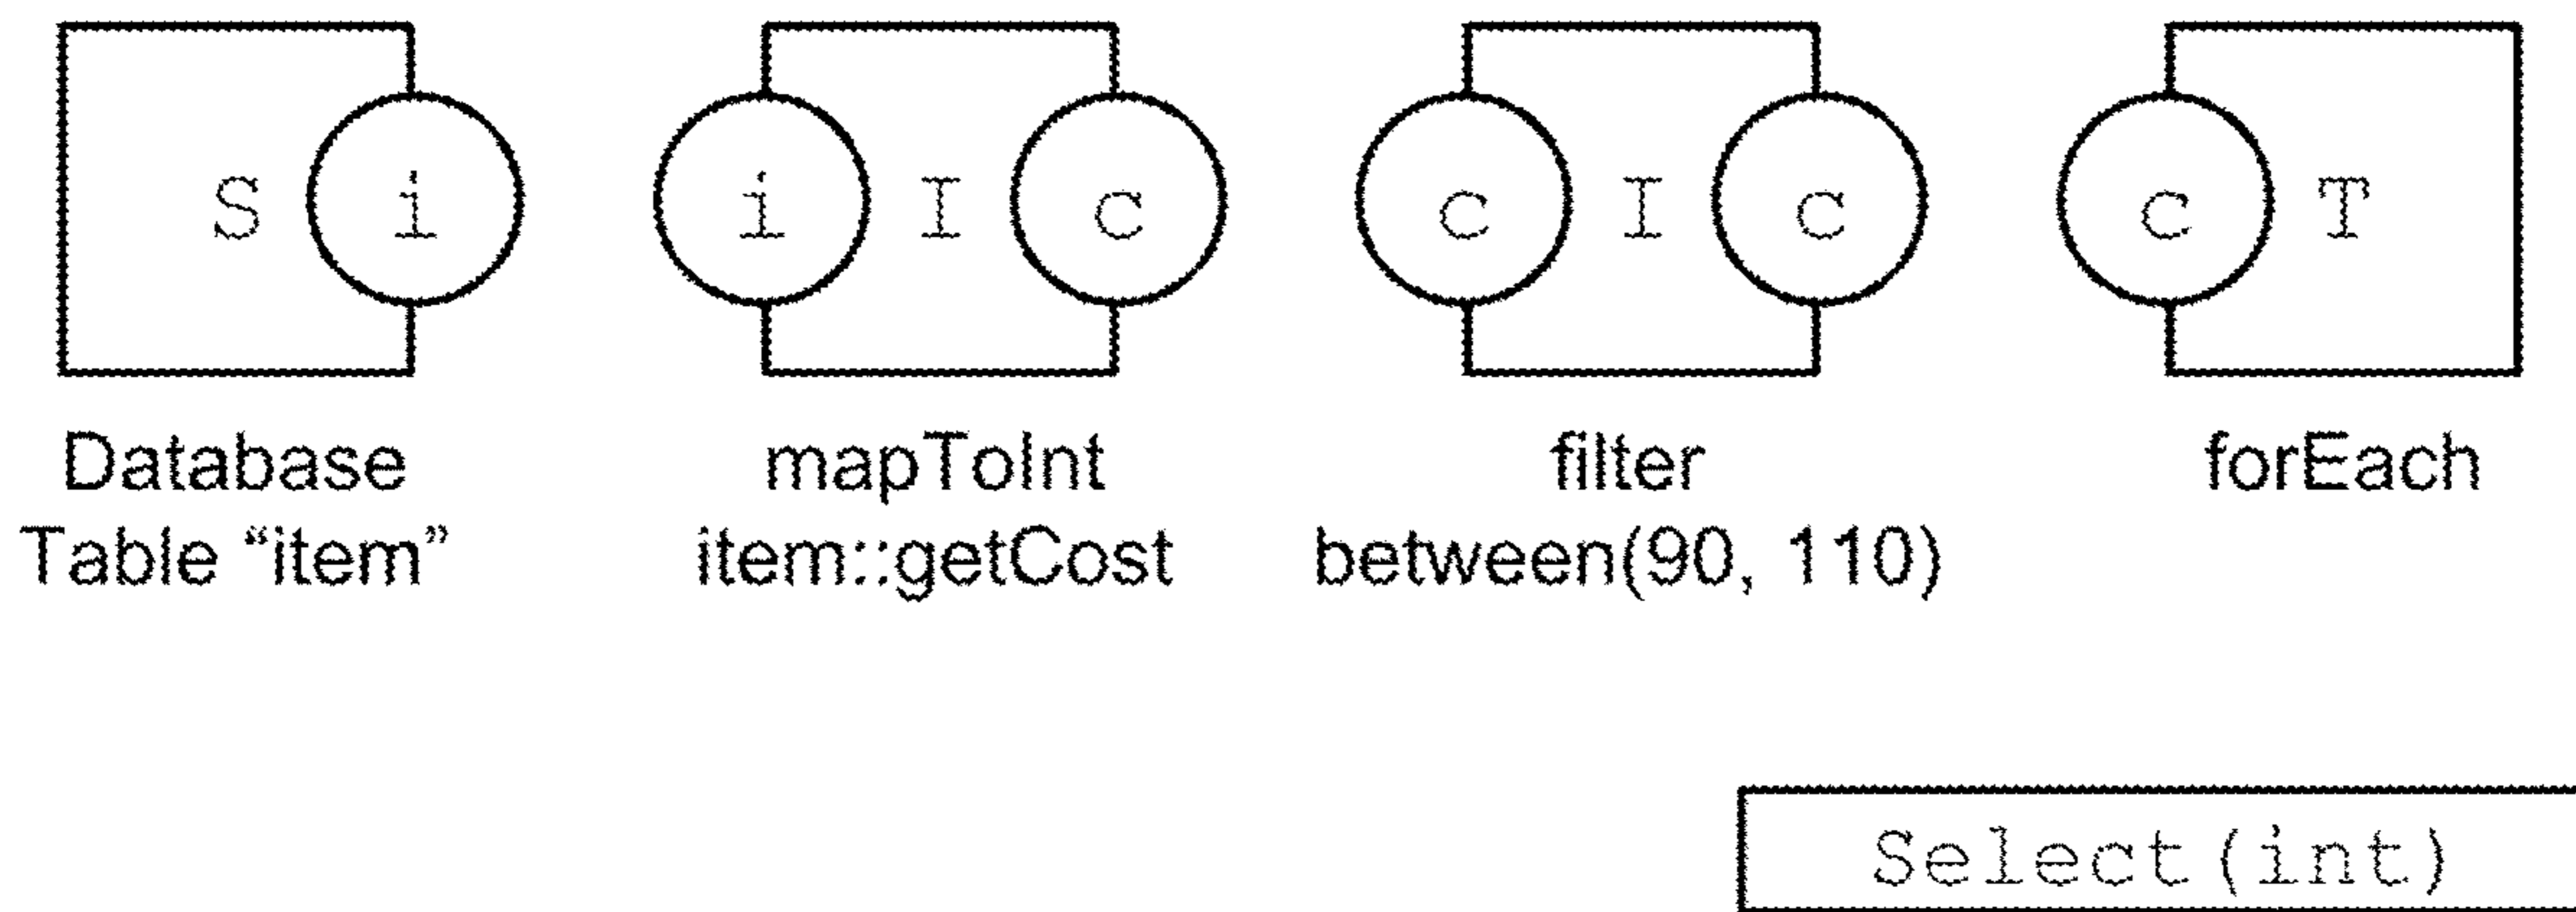 S i i I c c I c c T
Database mapToInt filter forEach
Table “item” item::getCost between(90, 110)
Select(int)